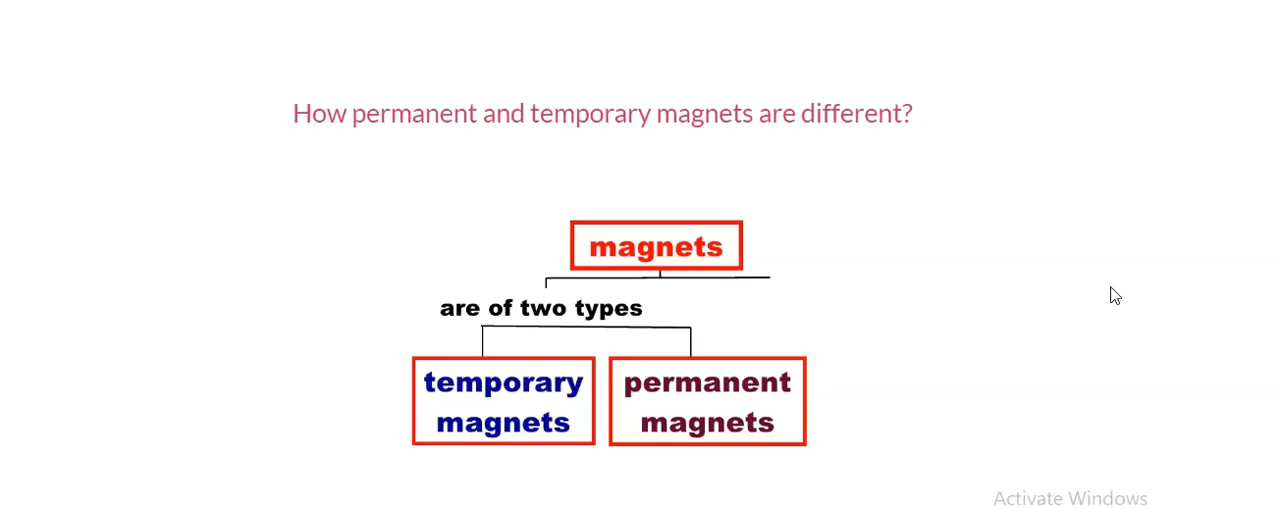 How permanent and temporary magnets are different?
magnets
are of two types
temporary
magnets
permanent
magnets
Activate Windows